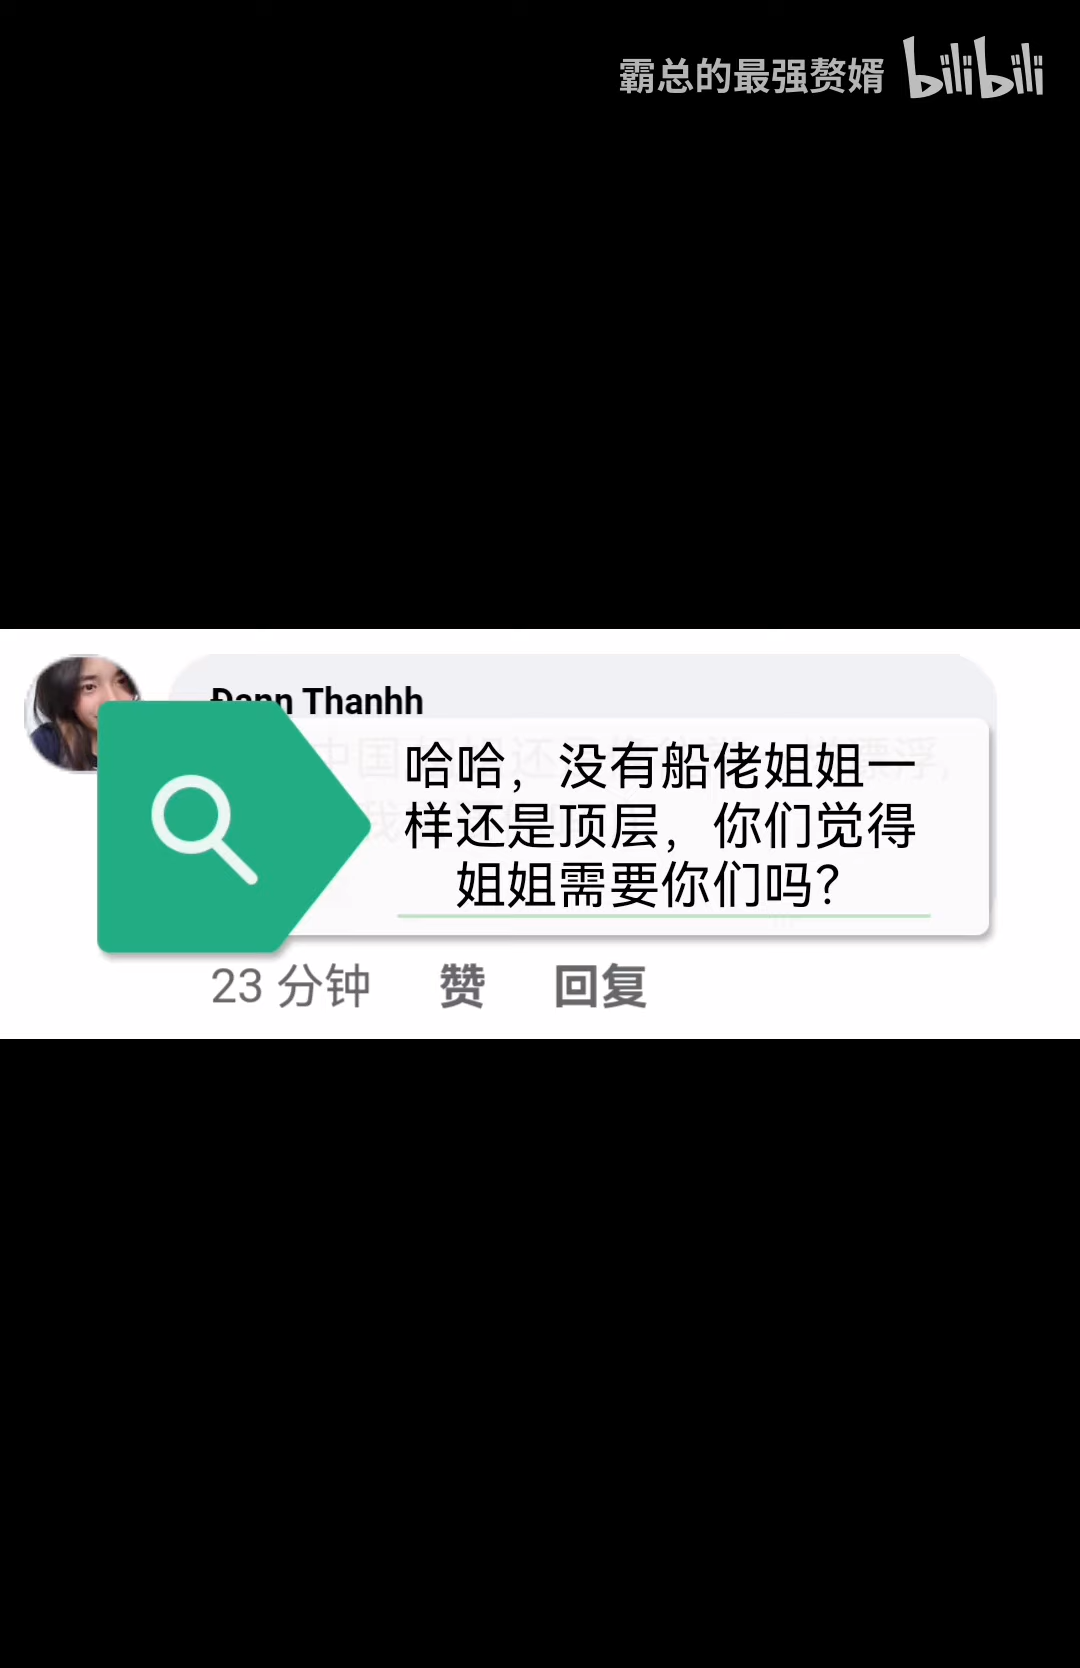 霸总的最强赘婿 bilibili
Đann Thanhh
哈哈，没有船佬姐姐一
样还是顶层，你们觉得
姐姐需要你们吗？
23 分钟 赞 回复